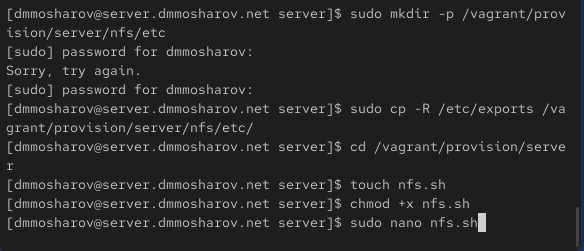 [dmmosharov@server.dmmosharov.net server]$ sudo mkdir -p /vagrant/prov
ision/server/nfs/etc
[sudo] password for dmmosharov:
Sorry, try again.
[sudo] password for dmmosharov:
[dmmosharov@server.dmmosharov.net server]$ sudo cp -R /etc/exports /va
grant/provision/server/nfs/etc/
[dmmosharov@server.dmmosharov.net server]$ cd /vagrant/provision/serve
r
[dmmosharov@server.dmmosharov.net server]$ touch nfs.sh
[dmmosharov@server.dmmosharov.net server]$ chmod +x nfs.sh
[dmmosharov@server.dmmosharov.net server]$ sudo nano nfs.sh